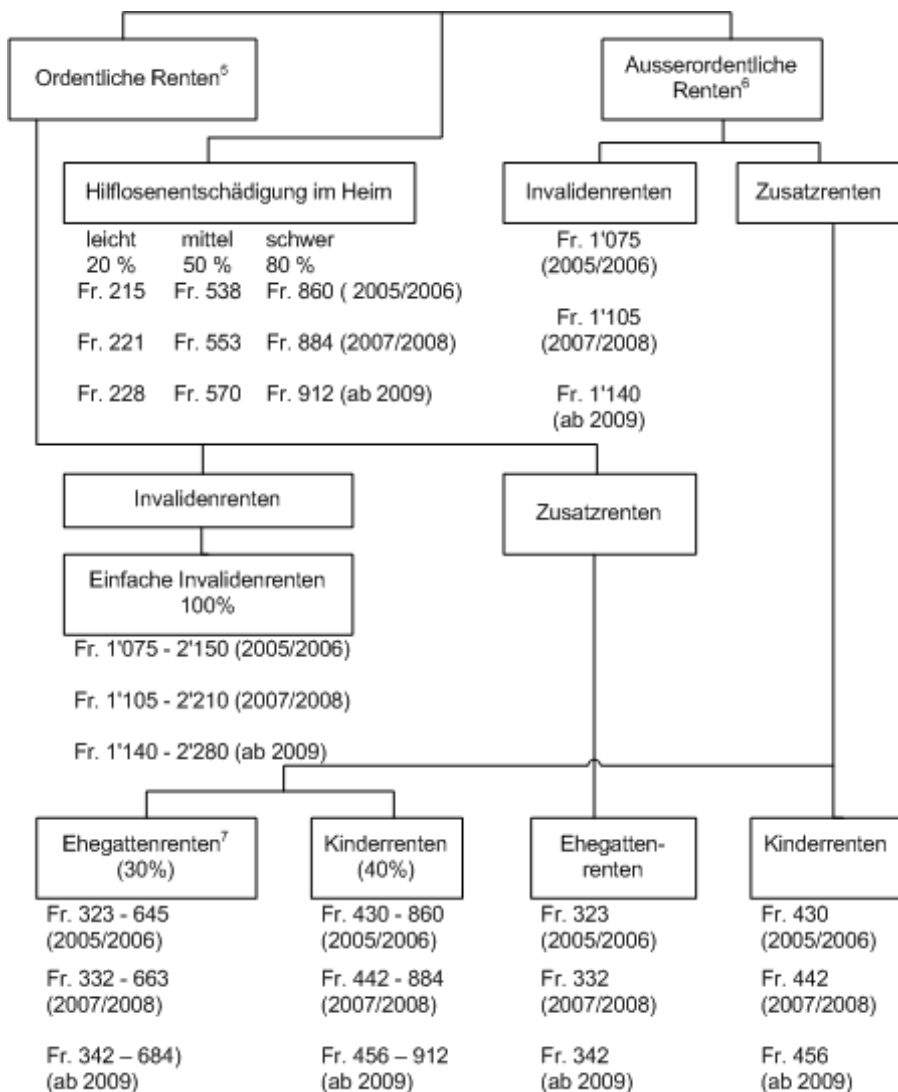 Ordentliche Renten5
Ausserordentliche
Renten6
Hilflosenentschädigung im Heim
leicht mittel schwer
20 % 50 % 80 %
Fr. 215 Fr. 538 Fr. 860 ( 2005/2006)
Fr. 221 Fr. 553 Fr. 884 (2007/2008)
Fr. 228 Fr. 570 Fr. 912 (ab 2009)
Invalidenrenten
Fr. 1'075
(2005/2006)
Fr. 1'105
(2007/2008)
Fr. 1'140
(ab 2009)
Zusatzrenten
Invalidenrenten
Zusatzrenten
Einfache Invalidenrenten
100%
Fr. 1'075 - 2'150 (2005/2006)
Fr. 1'105 - 2'210 (2007/2008)
Fr. 1'140 - 2'280 (ab 2009)
Ehegattenrenten7
(30%)
Fr. 323 - 645
(2005/2006)
Fr. 332 - 663
(2007/2008)
Fr. 342 – 684)
(ab 2009)
Kinderrenten
(40%)
Fr. 430 - 860
(2005/2006)
Fr. 442 - 884
(2007/2008)
Fr. 456 – 912
(ab 2009)
Ehegatten-
renten
Fr. 323
(2005/2006)
Fr. 332
(2007/2008)
Fr. 342
(ab 2009)
Kinderrenten
Fr. 430
(2005/2006)
Fr. 442
(2007/2008)
Fr. 456
(ab 2009)